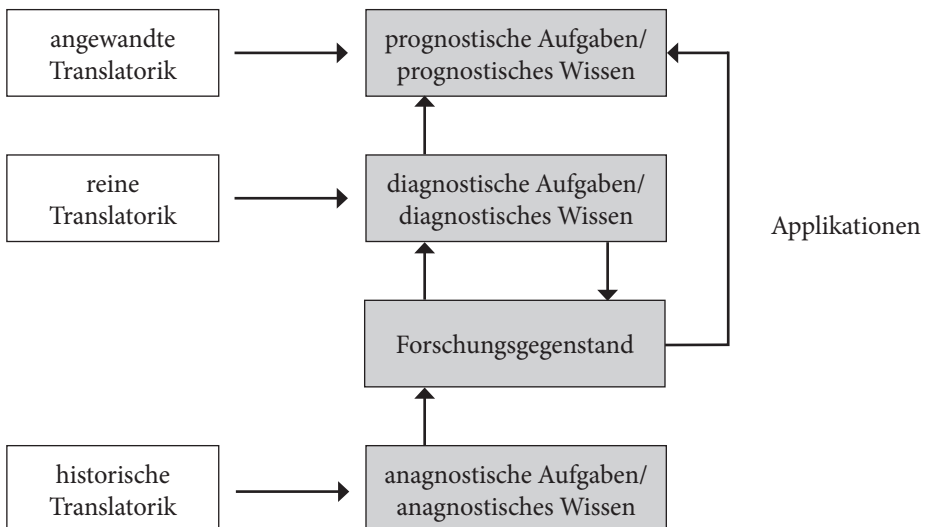 angewandte
Translatorik
prognostische Aufgaben/
prognostisches Wissen
reine
Translatorik
diagnostische Aufgaben/
diagnostisches Wissen
Applikationen
Forschungsgegenstand
historische
Translatorik
anagnostische Aufgaben/
anagnostisches Wissen